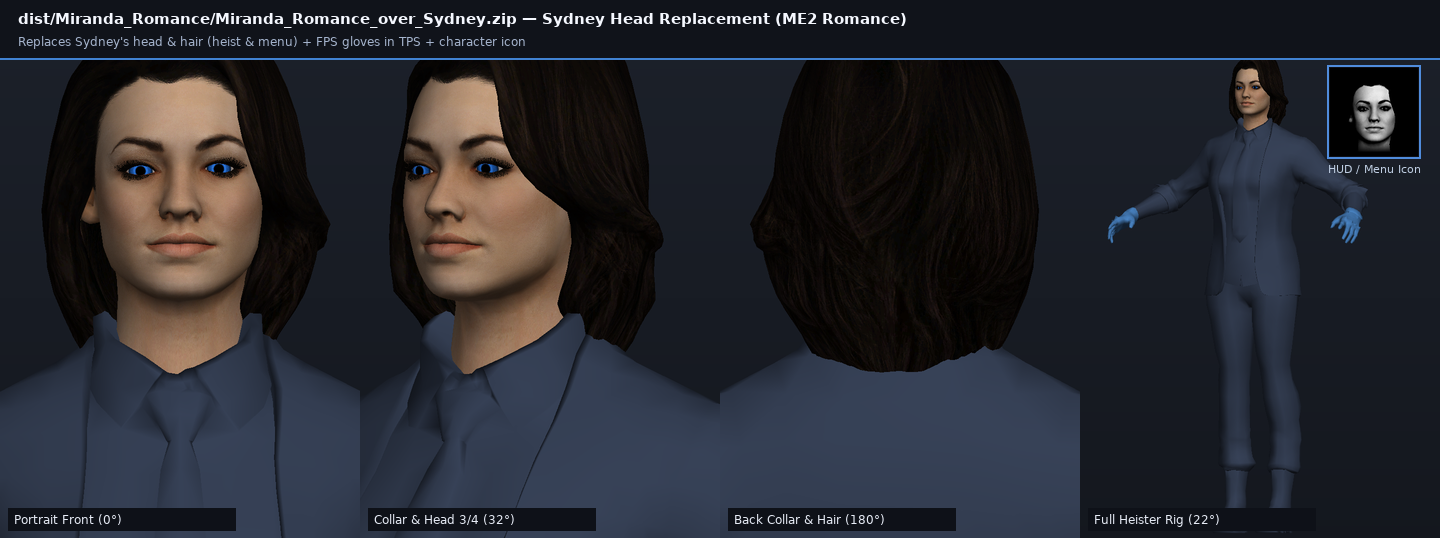 dist/Miranda_Romance/Miranda_Romance_over_Sydney.zip — Sydney Head Replacement (ME2 Romance)
Replaces Sydney's head & hair (heist & menu) + FPS gloves in TPS + character icon
HUD / Menu Icon
Portrait Front (0°)
Collar & Head 3/4 (32°)
Back Collar & Hair (180°)
Full Heister Rig (22°)